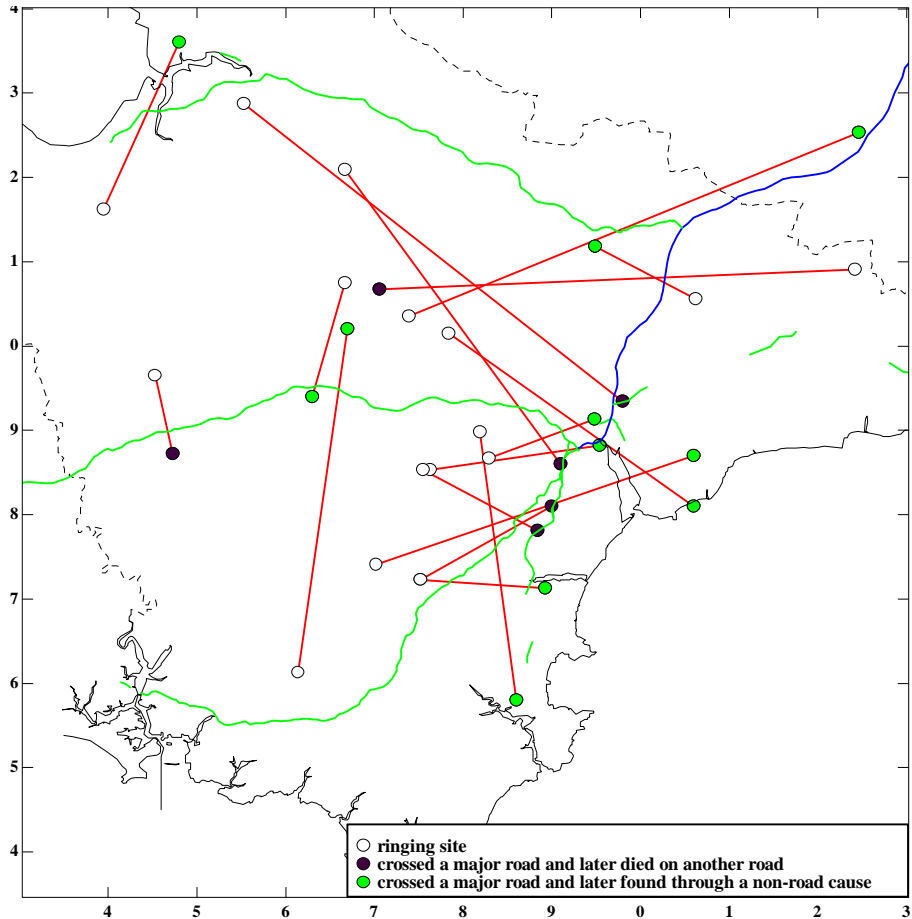 4
3
2
1
0
9
8
7
6
5
4
ringing site
crossed a major road and later died on another road
crossed a major road and later found through a non-road cause
4 5 6 7 8 9 0 1 2 3